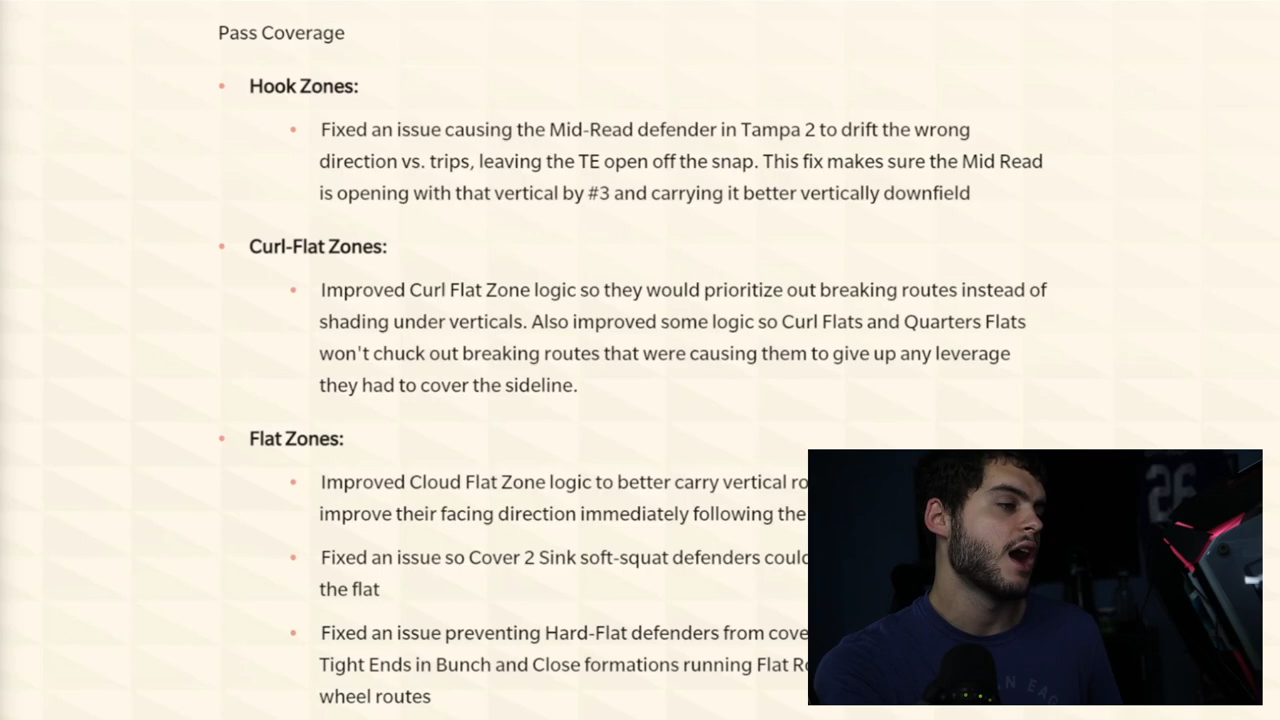 Pass Coverage
Hook Zones:
Fixed an issue causing the Mid-Read defender in Tampa 2 to drift the wrong
direction vs. trips, leaving the TE open off the snap. This fix makes sure the Mid Read
is opening with that vertical by #3 and carrying it better vertically downfield
Curl-Flat Zones:
Improved Curl Flat Zone logic so they would prioritize out breaking routes instead of
shading under verticals. Also improved some logic so Curl Flats and Quarters Flats
won't chuck out breaking routes that were causing them to give up any leverage
they had to cover the sideline.
Flat Zones:
Improved Cloud Flat Zone logic to better carry vertical
improve their facing direction immediately following the
Fixed an issue so Cover 2 Sink soft-squat defenders
the flat
Fixed an issue preventing Hard-Flat defenders from
Tight Ends in Bunch and Close formations running Flat
wheel routes
26